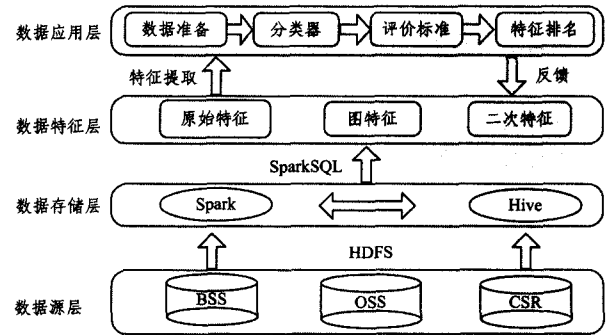 数据应用层 数据准备 分类器 评价标准 特征排名
特征提取 反馈
数据特征层 原始特征 图特征 二次特征
SparkSQL
数据存储层 Spark Hive
HDFS
数据源层 BSS OSS CSR